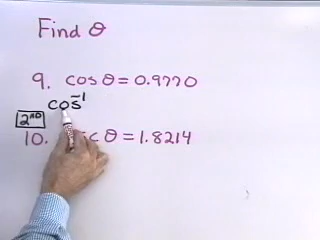 Find θ
9. cos θ = 0.9770
cos⁻¹
2ND
10. c θ = 1.8214